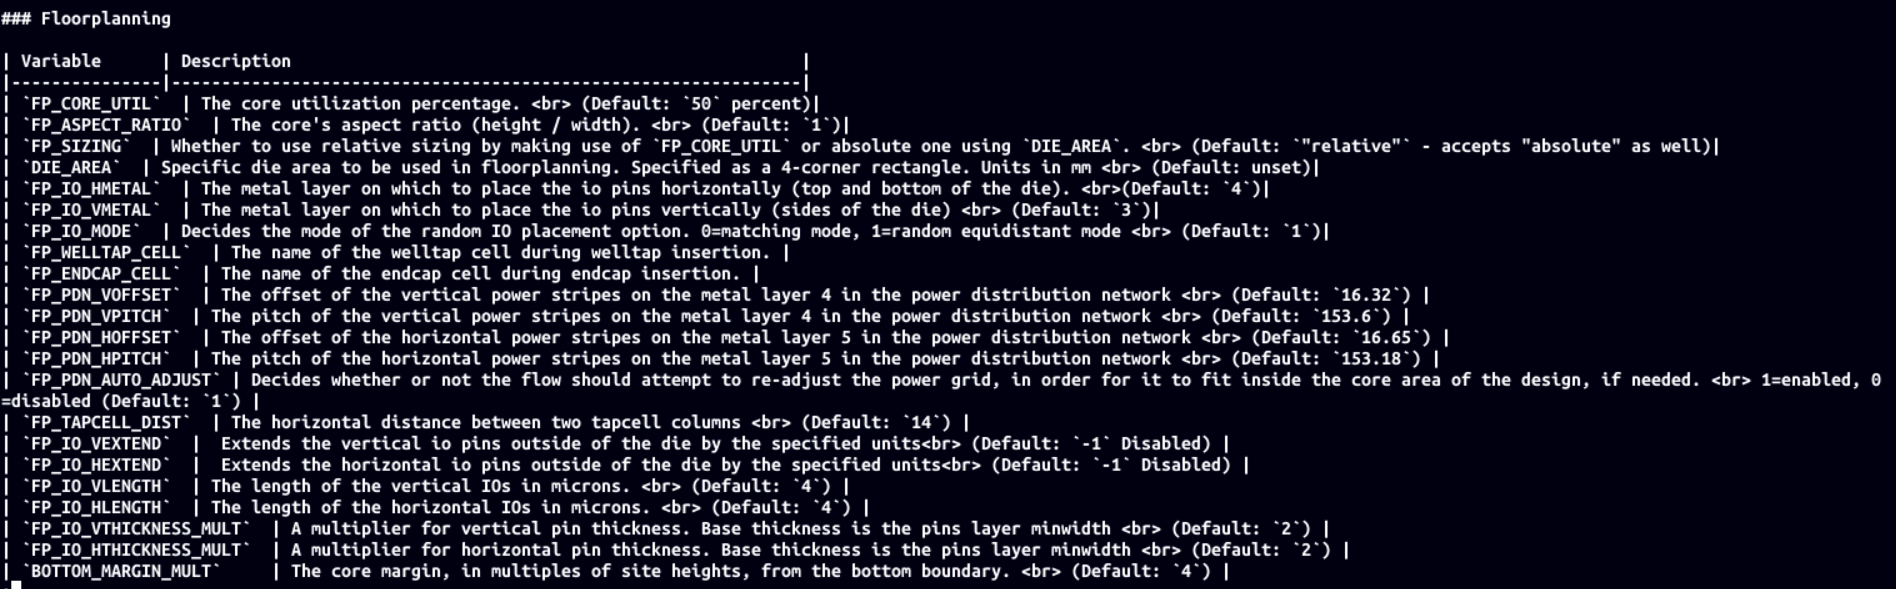 ### Floorplanning
| Variable      | Description                                                   |
|---------------|---------------------------------------------------------------|
| `FP_CORE_UTIL`  | The core utilization percentage. <br> (Default: `50` percent)|
| `FP_ASPECT_RATIO`  | The core's aspect ratio (height / width). <br> (Default: `1`)|
| `FP_SIZING`  | Whether to use relative sizing by making use of `FP_CORE_UTIL` or absolute one using `DIE_AREA`. <br> (Default: `"relative"` - accepts "absolute" as well)|
| `DIE_AREA`  | Specific die area to be used in floorplanning. Specified as a 4-corner rectangle. Units in mm <br> (Default: unset)|
| `FP_IO_HMETAL`  | The metal layer on which to place the io pins horizontally (top and bottom of the die). <br>(Default: `4`)|
| `FP_IO_VMETAL`  | The metal layer on which to place the io pins vertically (sides of the die) <br> (Default: `3`)|
| `FP_IO_MODE`  | Decides the mode of the random IO placement option. 0=matching mode, 1=random equidistant mode <br> (Default: `1`)|
| `FP_WELLTAP_CELL`  | The name of the welltap cell during welltap insertion. |
| `FP_ENDCAP_CELL`  | The name of the endcap cell during endcap insertion. |
| `FP_PDN_VOFFSET`  | The offset of the vertical power stripes on the metal layer 4 in the power distribution network <br> (Default: `16.32`) |
| `FP_PDN_VPITCH`  | The pitch of the vertical power stripes on the metal layer 4 in the power distribution network <br> (Default: `153.6`) |
| `FP_PDN_HOFFSET`  | The offset of the horizontal power stripes on the metal layer 5 in the power distribution network <br> (Default: `16.65`) |
| `FP_PDN_HPITCH`  | The pitch of the horizontal power stripes on the metal layer 5 in the power distribution network <br> (Default: `153.18`) |
| `FP_PDN_AUTO_ADJUST` | Decides whether or not the flow should attempt to re-adjust the power grid, in order for it to fit inside the core area of the design, if needed. <br> 1=enabled, 0
=disabled (Default: `1`) |
| `FP_TAPCELL_DIST`  | The horizontal distance between two tapcell columns <br> (Default: `14`) |
| `FP_IO_VEXTEND`  |  Extends the vertical io pins outside of the die by the specified units<br> (Default: `-1` Disabled) |
| `FP_IO_HEXTEND`  |  Extends the horizontal io pins outside of the die by the specified units<br> (Default: `-1` Disabled) |
| `FP_IO_VLENGTH`  | The length of the vertical IOs in microns. <br> (Default: `4`) |
| `FP_IO_HLENGTH`  | The length of the horizontal IOs in microns. <br> (Default: `4`) |
| `FP_IO_VTHICKNESS_MULT`  | A multiplier for vertical pin thickness. Base thickness is the pins layer minwidth <br> (Default: `2`) |
| `FP_IO_HTHICKNESS_MULT`  | A multiplier for horizontal pin thickness. Base thickness is the pins layer minwidth <br> (Default: `2`) |
| `BOTTOM_MARGIN_MULT`     | The core margin, in multiples of site heights, from the bottom boundary. <br> (Default: `4`) |